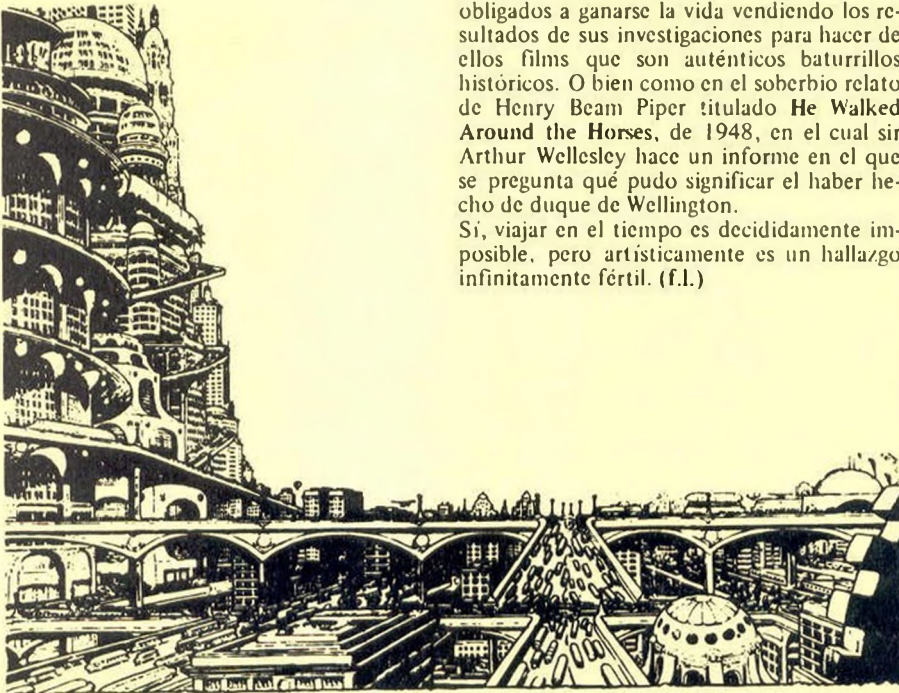 obligados a ganarse la vida vendiendo los re-
sultados de sus investigaciones para hacer de
ellos films que son auténticos baturrillos
históricos. O bien como en el soberbio relato
de Henry Beam Piper titulado He Walked
Around the Horses, de 1948, en el cual sir
Arthur Wellesley hace un informe en el que
se pregunta qué pudo significar el haber he-
cho de duque de Wellington.
Sí, viajar en el tiempo es decididamente im-
posible, pero artísticamente es un hallazgo
infinitamente fértil. (f.l.)